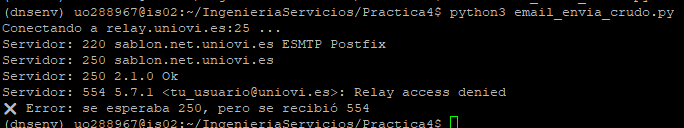 (dnsenv) uo288967@is02:~/IngenieriaServicios/Practica4$ python3 email_envia_crudo.py
Conectando a relay.uniovi.es:25 ...
Servidor: 220 sablon.net.uniovi.es ESMTP Postfix
Servidor: 250 sablon.net.uniovi.es
Servidor: 250 2.1.0 Ok
Servidor: 554 5.7.1 <tu_usuario@uniovi.es>: Relay access denied
❌ Error: se esperaba 250, pero se recibió 554
(dnsenv) uo288967@is02:~/IngenieriaServicios/Practica4$